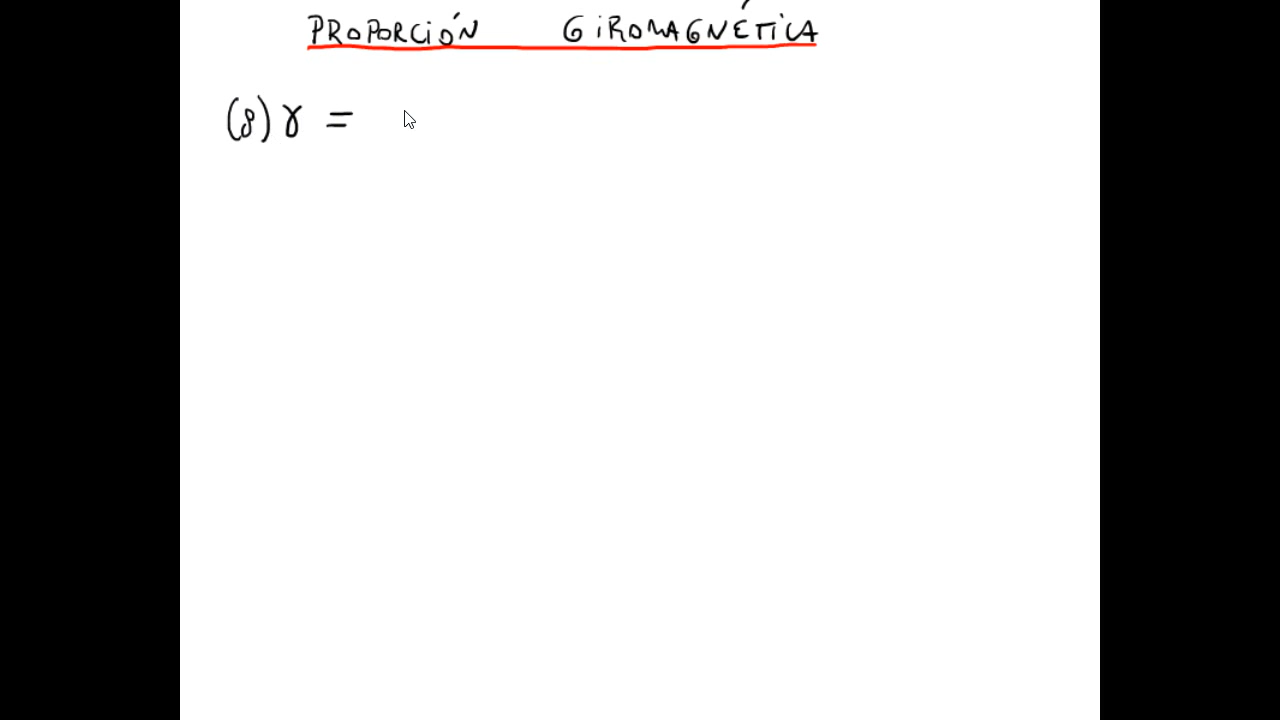 PROPORCIÓN GIROMAGNÉTICA
(8) γ =